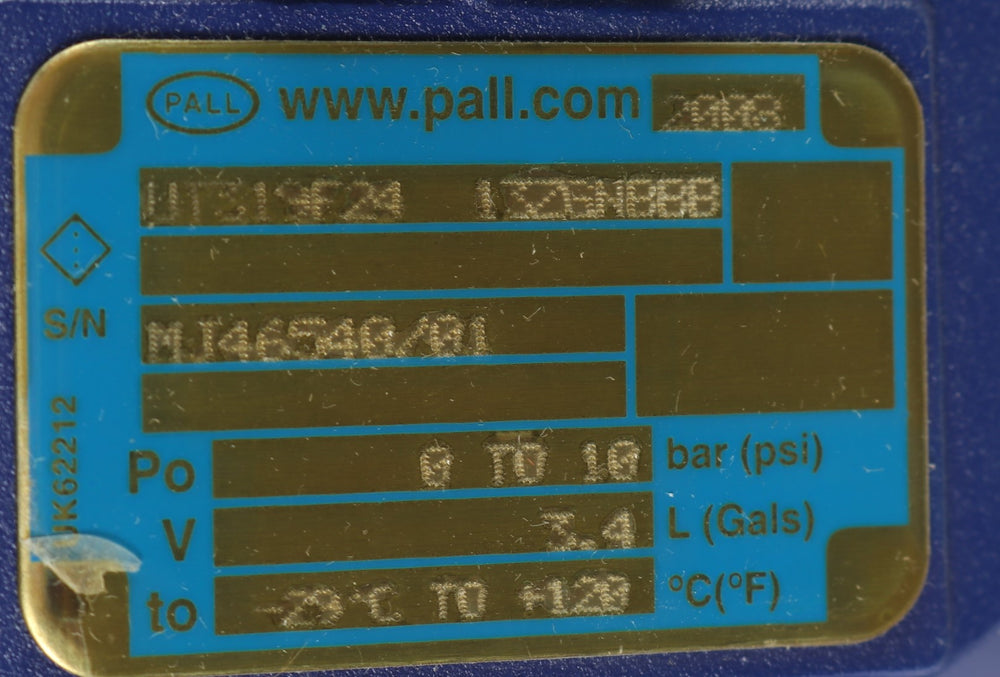 PALL www.pall.com
UT319F24
S/N MJ46540/01
UK62212
Po 0 TO 10 bar (psi)
V 3.4 L (Gals)
to -29°C TO +120 °C(°F)